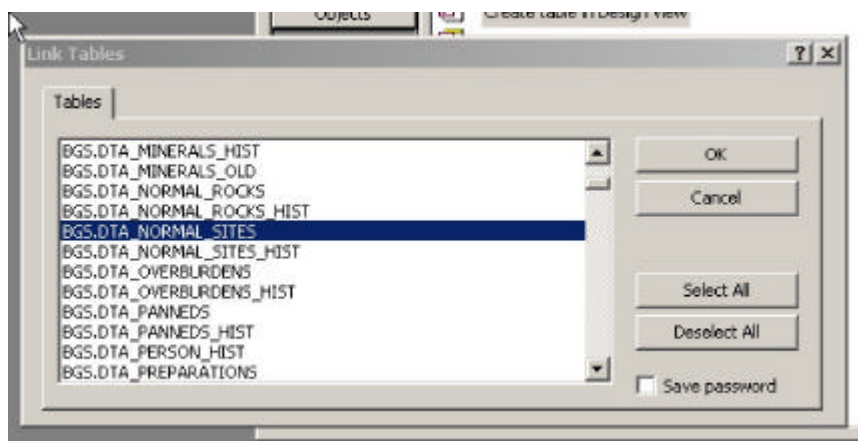 Objects
Create table in Design view
Link Tables
? ×
Tables
BGS.DTA_MINERALS_HIST
BGS.DTA_MINERALS_OLD
BGS.DTA_NORMAL_ROCKS
BGS.DTA_NORMAL_ROCKS_HIST
BGS.DTA_NORMAL_SITES
BGS.DTA_NORMAL_SITES_HIST
BGS.DTA_OVERBURDENS
BGS.DTA_OVERBURDENS_HIST
BGS.DTA_PANNEDS
BGS.DTA_PANNEDS_HIST
BGS.DTA_PERSON_HIST
BGS.DTA_PREPARATIONS
OK
Cancel
Select All
Deselect All
Save password